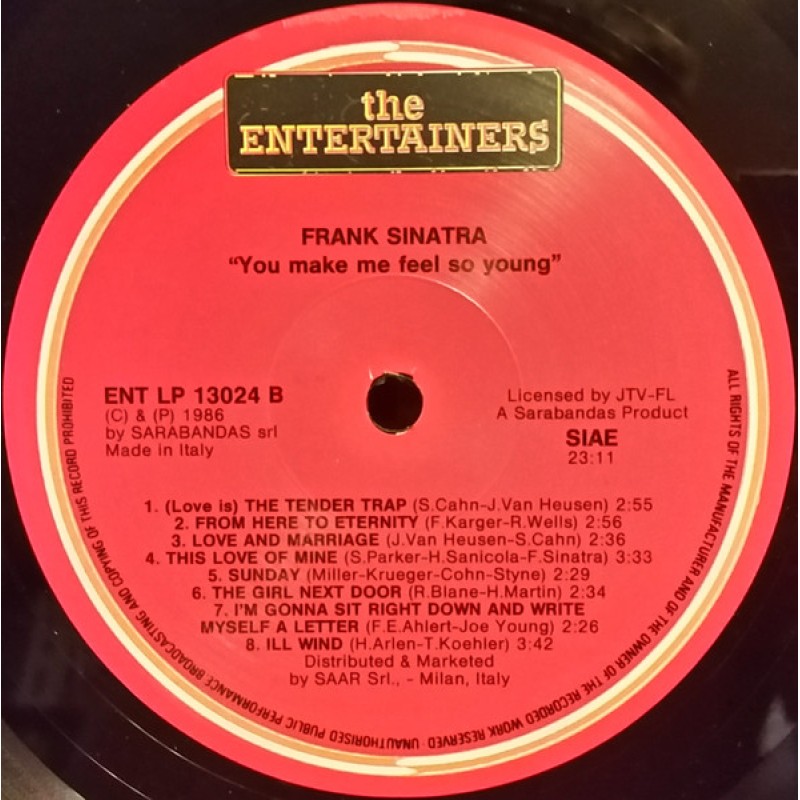 the
ENTERTAINERS
FRANK SINATRA
“You make me feel so young”
ENT LP 13024 B
(C) & (P) 1986
by SARABANDAS srl
Made in Italy
Licensed by JTV-FL
A Sarabandas Product
SIAE
23:11
1. (Love is) THE TENDER TRAP (S.Cahn-J.Van Heusen) 2:55
2. FROM HERE TO ETERNITY (F.Karger-R.Wells) 2:56
3. LOVE AND MARRIAGE (J.Van Heusen-S.Cahn) 2:36
4. THIS LOVE OF MINE (S.Parker-H.Sanicola-F.Sinatra) 3:33
5. SUNDAY (Miller-Krueger-Cohn-Styne) 2:29
6. THE GIRL NEXT DOOR (R.Blane-H.Martin) 2:34
7. I'M GONNA SIT RIGHT DOWN AND WRITE
MYSELF A LETTER (F.E.Ahlert-Joe Young) 2:26
8. ILL WIND (H.Arlen-T.Koehler) 3:42
Distributed & Marketed
by SAAR Srl., - Milan, Italy
ALL RIGHTS OF THE MANUFACTURER AND OF THE OWNER OF THE RECORDED WORK RESERVED · UNAUTHORISED PUBLIC PERFORMANCE BROADCASTING AND COPYING OF THIS RECORD PROHIBITED